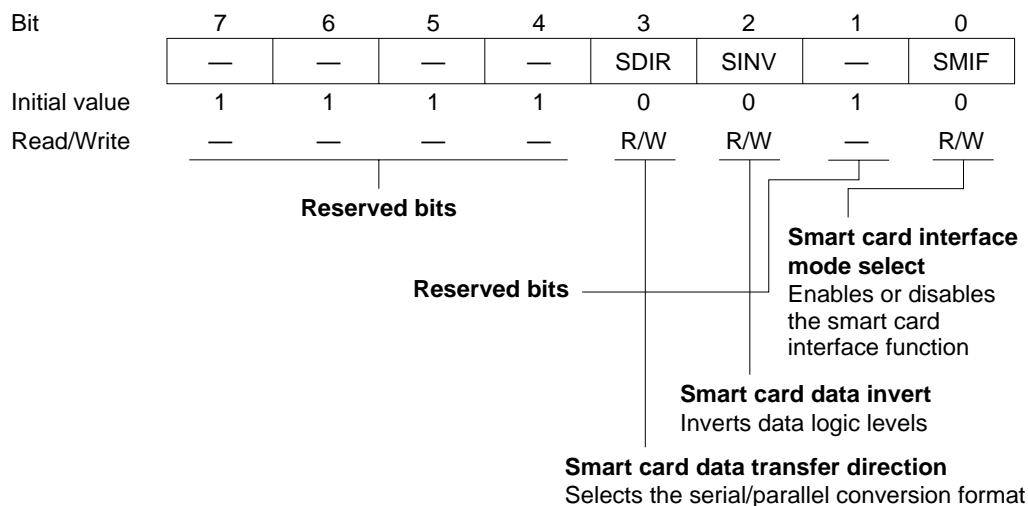 Bit 7 6 5 4 3 2 1 0
— — — — SDIR SINV — SMIF
Initial value 1 1 1 1 0 0 1 0
Read/Write — — — — R/W R/W — R/W
Reserved bits
Smart card interface
mode select
Enables or disables
the smart card
interface function
Reserved bits
Smart card data invert
Inverts data logic levels
Smart card data transfer direction
Selects the serial/parallel conversion format